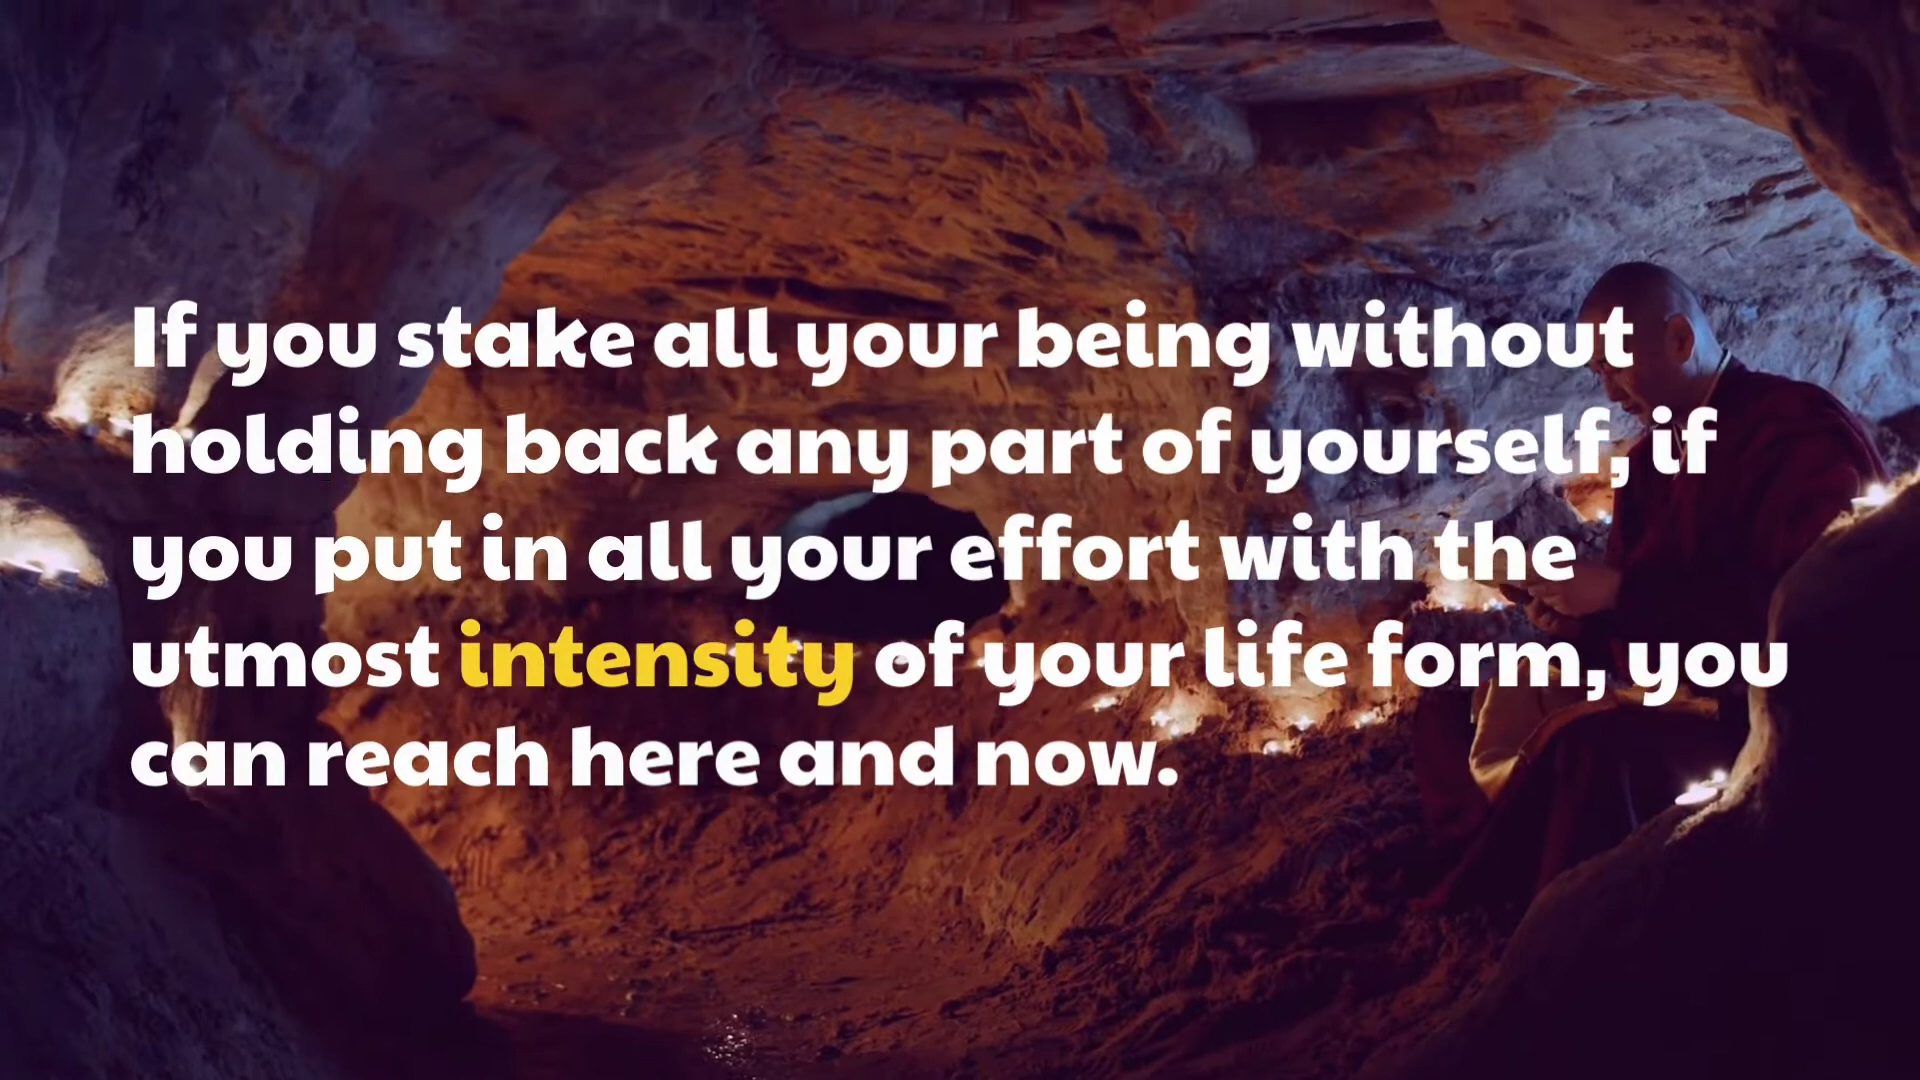 If you stake all your being without
holding back any part of yourself, if
you put in all your effort with the
utmost intensity of your life form, you
can reach here and now.